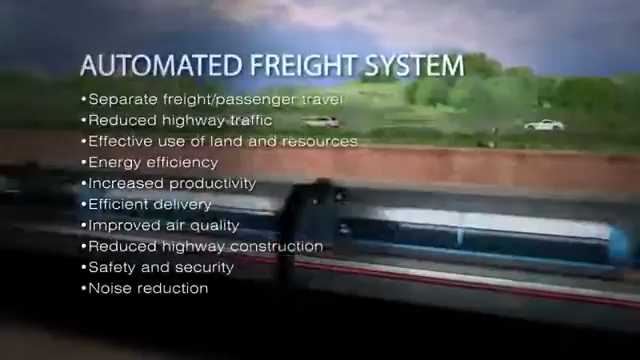 AUTOMATED FREIGHT SYSTEM
•Separate freight/passenger travel
•Reduced highway traffic
•Effective use of land and resources
•Energy efficiency
•Increased productivity
•Efficient delivery
•Improved air quality
•Reduced highway construction
•Safety and security
•Noise reduction